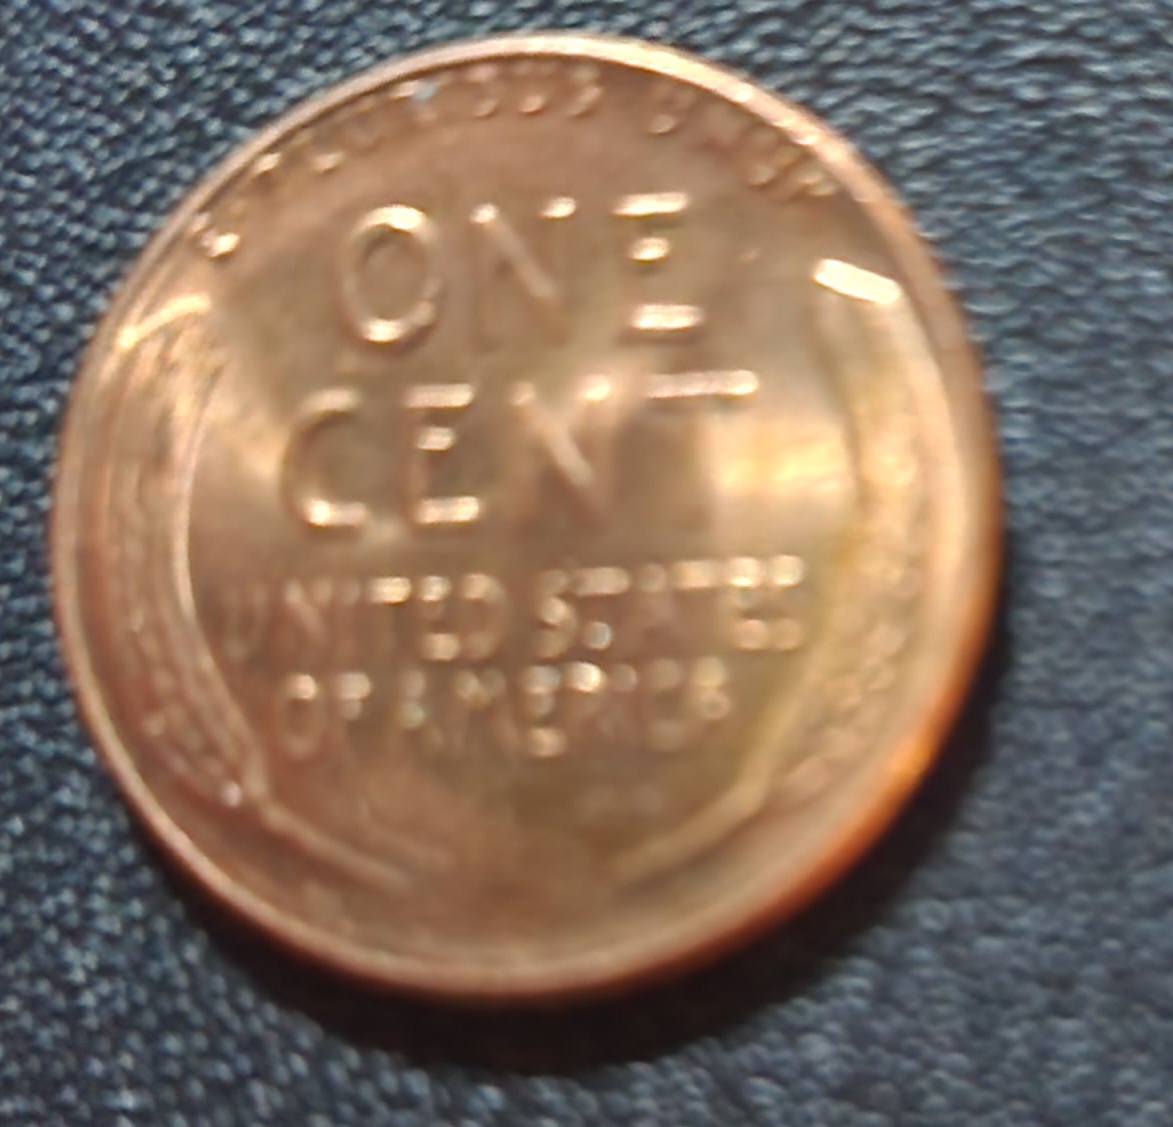 ONE
CENT
UNITED STATES
OF AMERICA